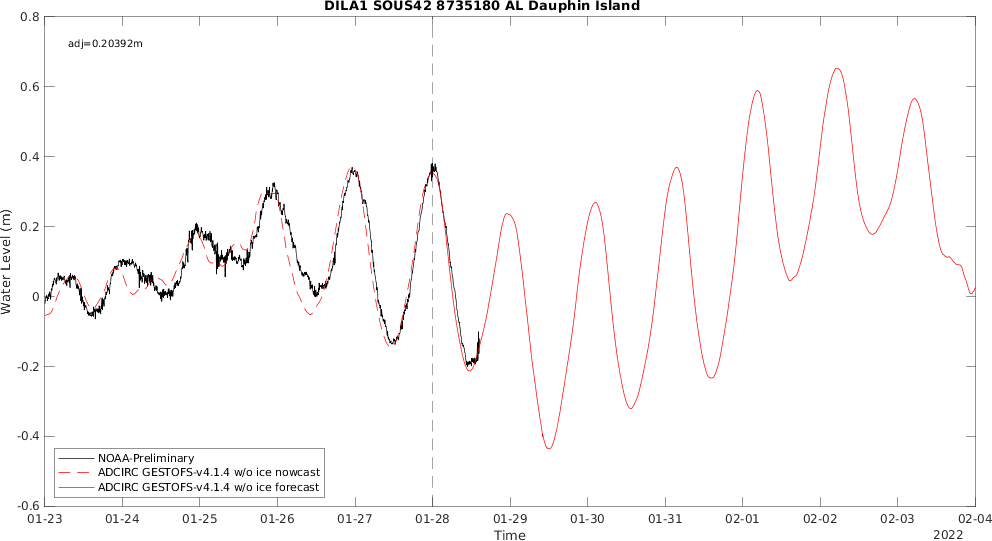 DILA1 SOUS42 8735180 AL Dauphin Island
0.8
adj=0.20392m
0.6
0.4
0.2
Water Level (m)
0
-0.2
-0.4
NOAA-Preliminary
ADCIRC GESTOFS-v4.1.4 w/o ice nowcast
ADCIRC GESTOFS-v4.1.4 w/o ice forecast
-0.6
01-23 01-24 01-25 01-26 01-27 01-28 01-29 01-30 01-31 02-01 02-02 02-03 02-04
Time
2022